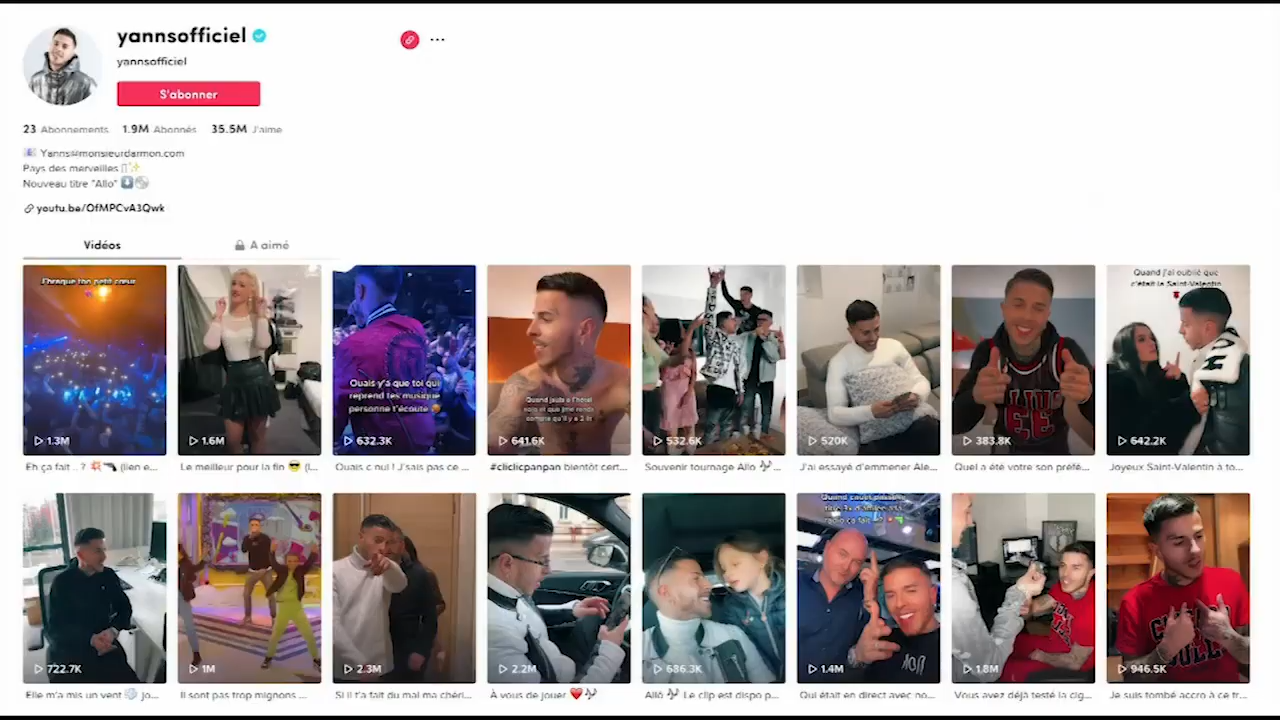 yannsofficiel
yannsofficiel
S'abonner
23 Abonnements 1.9M Abonnés 35.5M J'aime
Yanns@monsieurdarmon.com
Pays des merveilles
Nouveau titre "Allo"
youtu.be/OfMPCvA3Qwk
Vidéos
A aimé
petit cœur
Quand j'ai oublié que
c'était la Saint-Valentin
Ouais y'a que toi qui
reprend tes musique
personne t'écoute
1.3M
1.6M
632.3K
641.6K
532.6K
520K
383.8K
642.2K
Eh ça fait... ? (lien e...
Le meilleur pour la fin (l...
Ouais c nul ! J'sais pas ce ...
#cliclicpanpan bientôt cert...
Souvenir tournage Allo ...
J'ai essayé d'emmener Ale...
Quel a été votre son préfé...
Joyeux Saint-Valentin à to...
722.7K
1M
2.3M
2.2M
686.3K
1.4M
1.8M
946.5K
Elle m'a mis un vent Jo...
Il sont pas trop mignons ...
Si il t'a fait du mal ma chéri...
À vous de jouer
Allô Le clip est dispo p...
Qui était en direct avec no...
Vous avez déjà testé la cig...
Je suis tombé accro à ce tr...